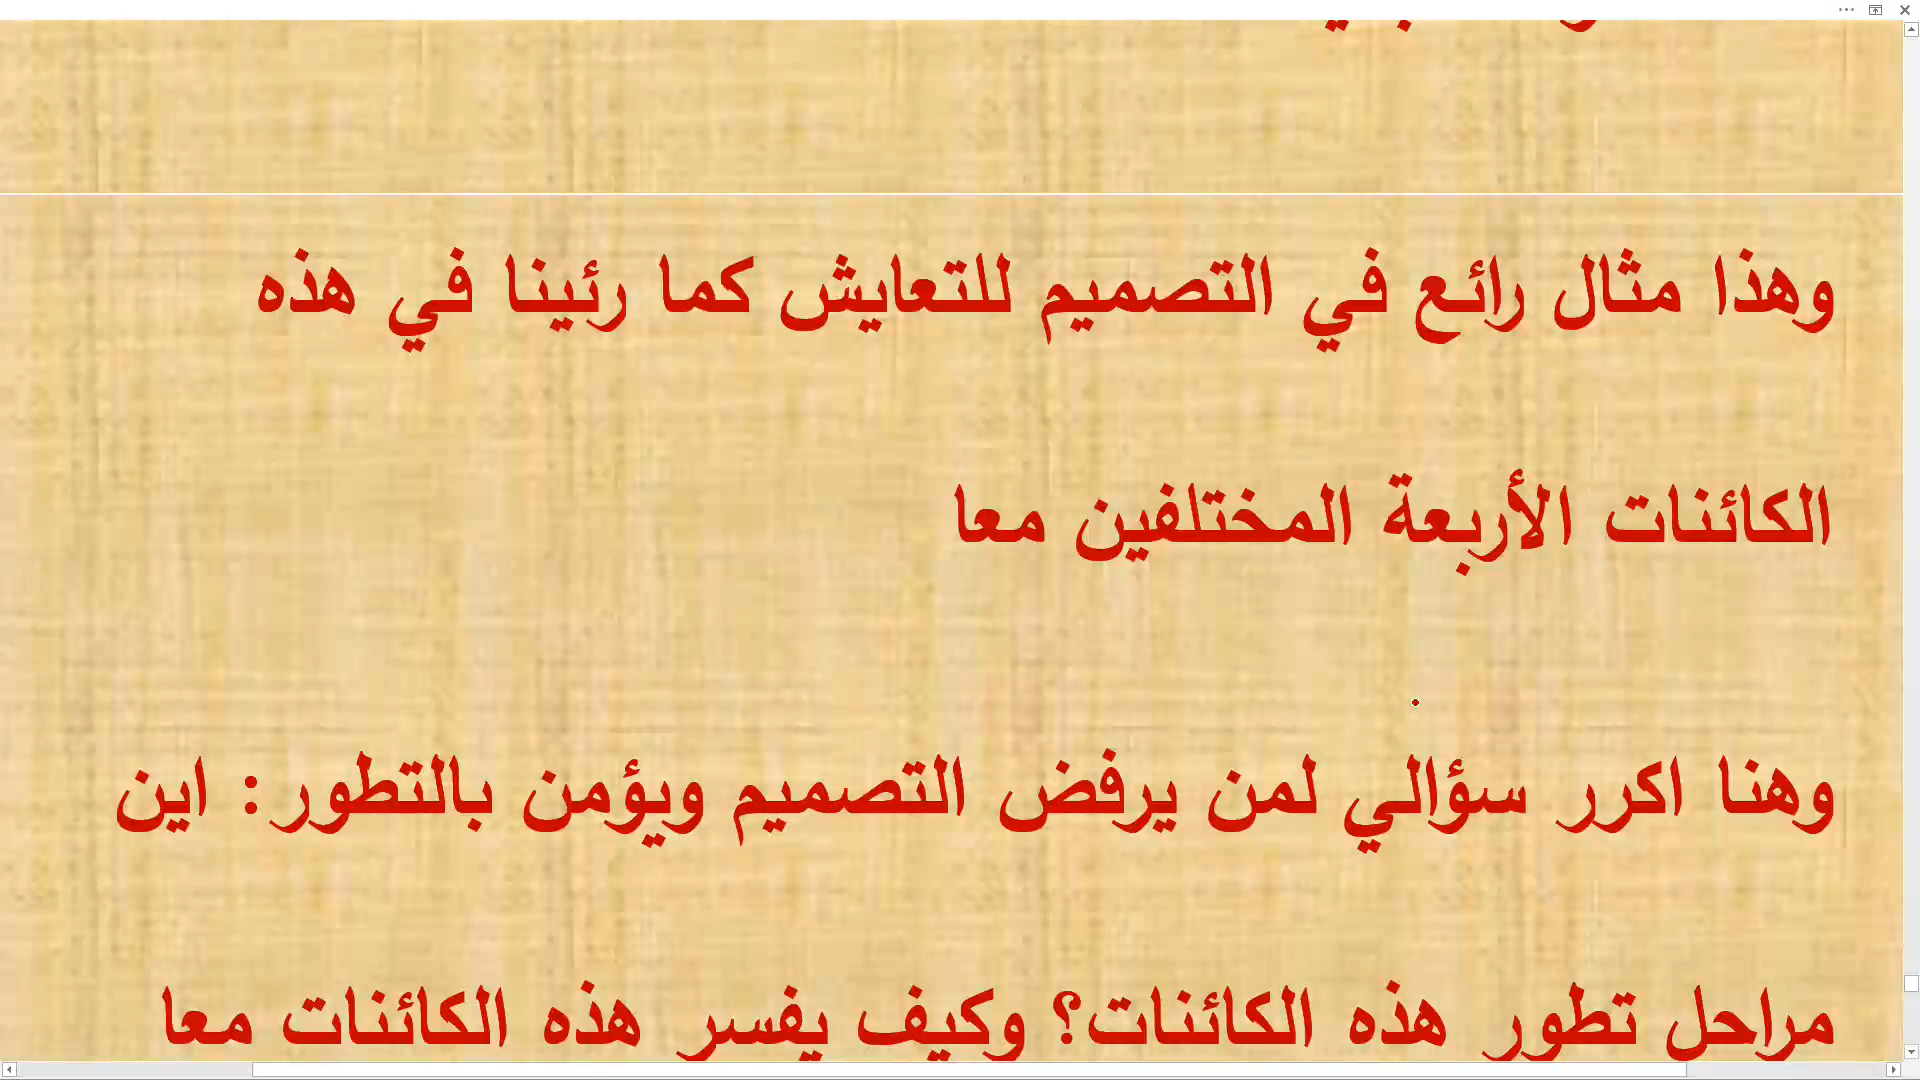 وهذا مثال رائع في التصميم للتعايش كما رئينا في هذه
الكائنات الأربعة المختلفين معا
وهنا اكرر سؤالي لمن يرفض التصميم ويؤمن بالتطور: اين
مراحل تطور هذه الكائنات؟ وكيف يفسر هذه الكائنات معا